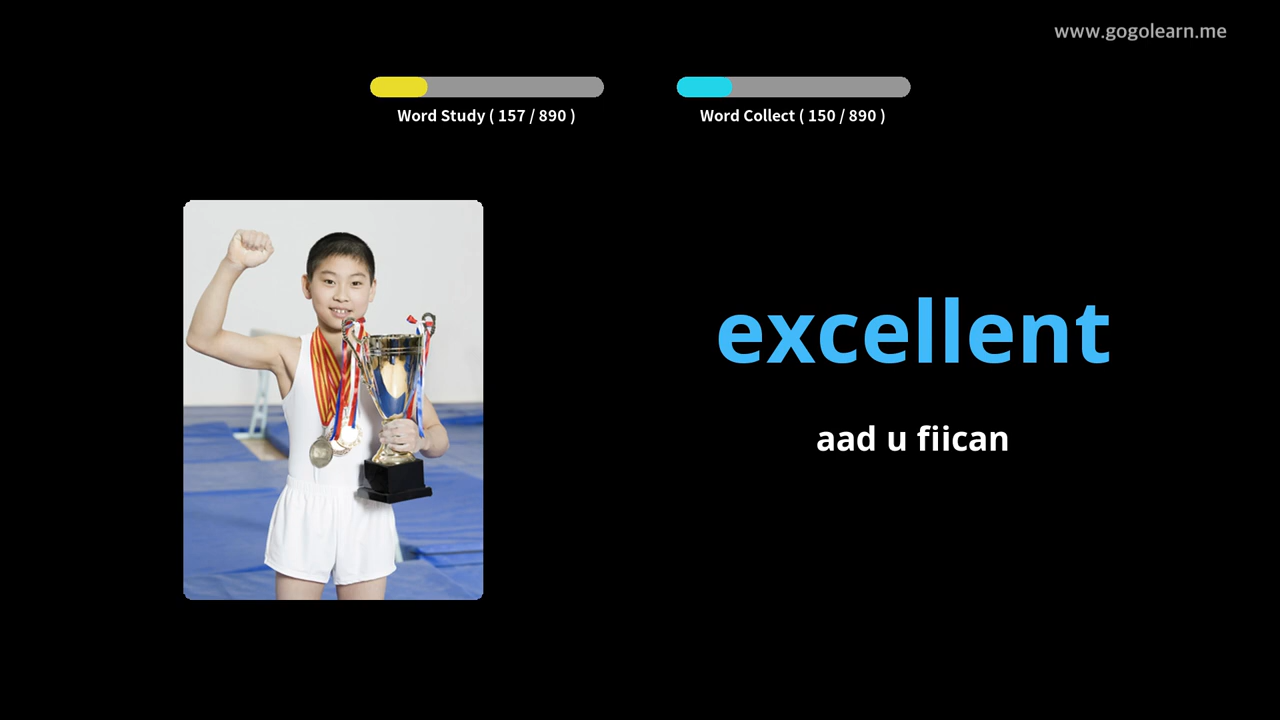 www.gogolearn.me
Word Study ( 157 / 890 )
Word Collect ( 150 / 890 )
excellent
aad u fiican